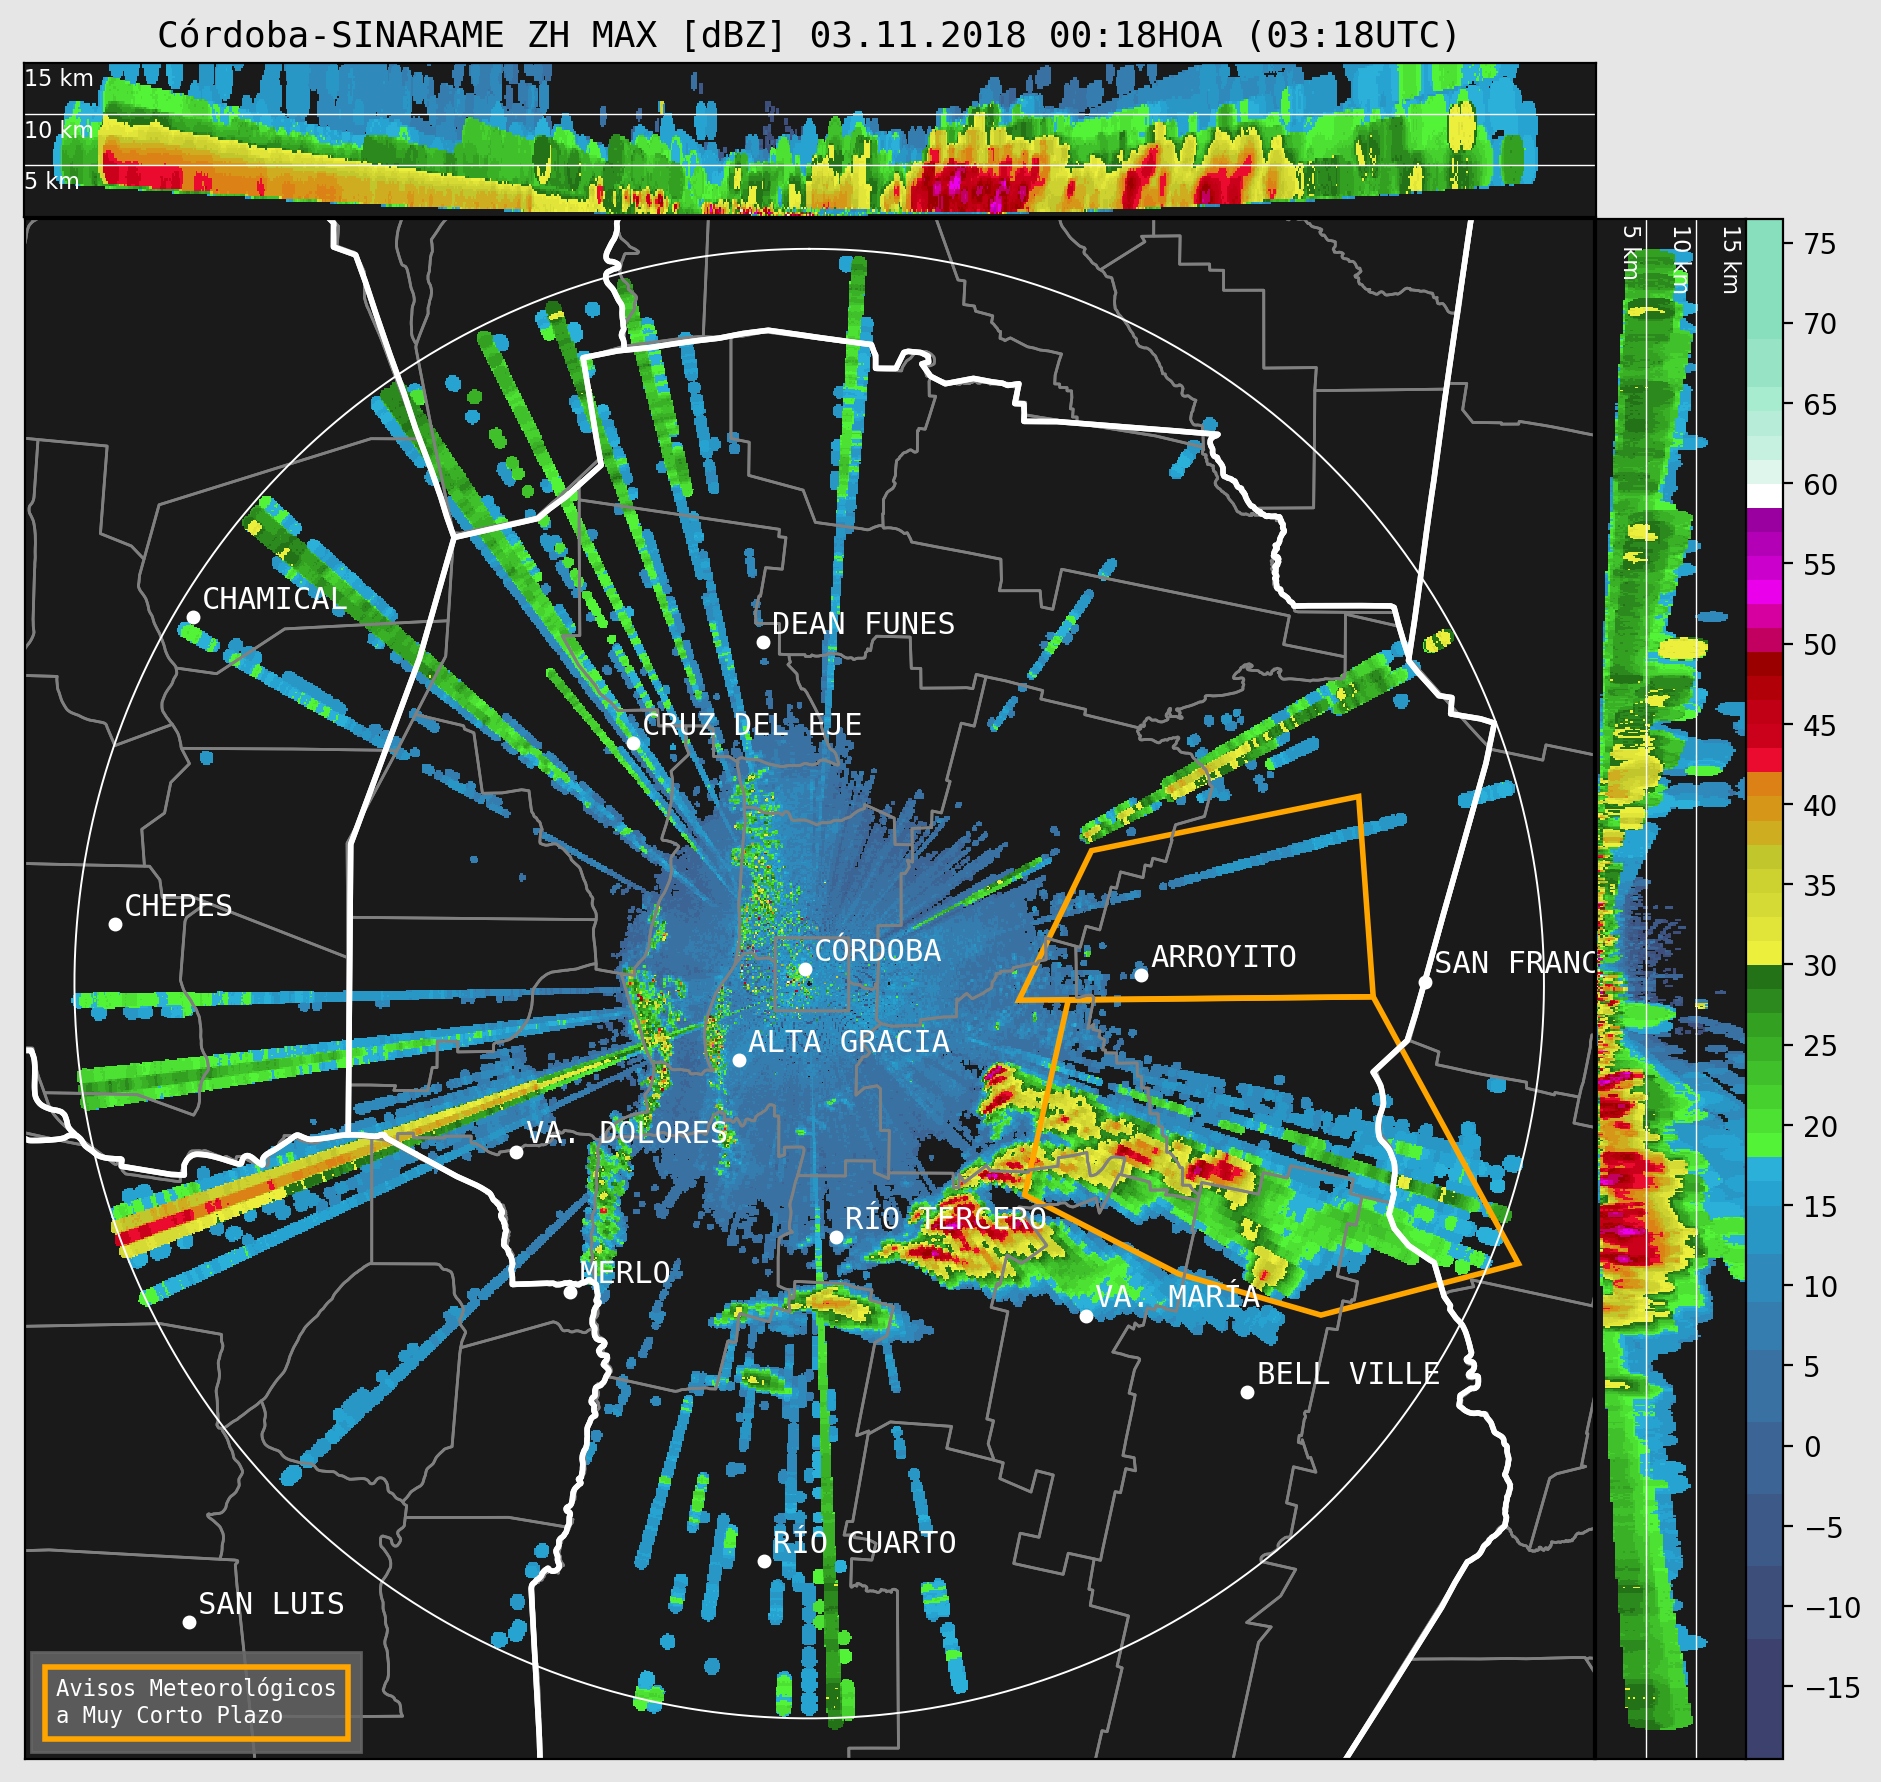 Córdoba-SINARAME ZH MAX [dBZ] 03.11.2018 00:18HOA (03:18UTC)
15 km
10 km
5 km
5 km
10 km
15 km
75
70
65
60
55
50
45
40
35
30
25
20
15
10
5
0
−5
−10
−15
CHAMICAL
DEAN FUNES
CRUZ DEL EJE
CHEPES
CÓRDOBA
ARROYITO
SAN FRANC
ALTA GRACIA
VA. DOLORES
RÍO TERCERO
MERLO
VA. MARÍA
BELL VILLE
RÍO CUARTO
SAN LUIS
Avisos Meteorológicos
a Muy Corto Plazo